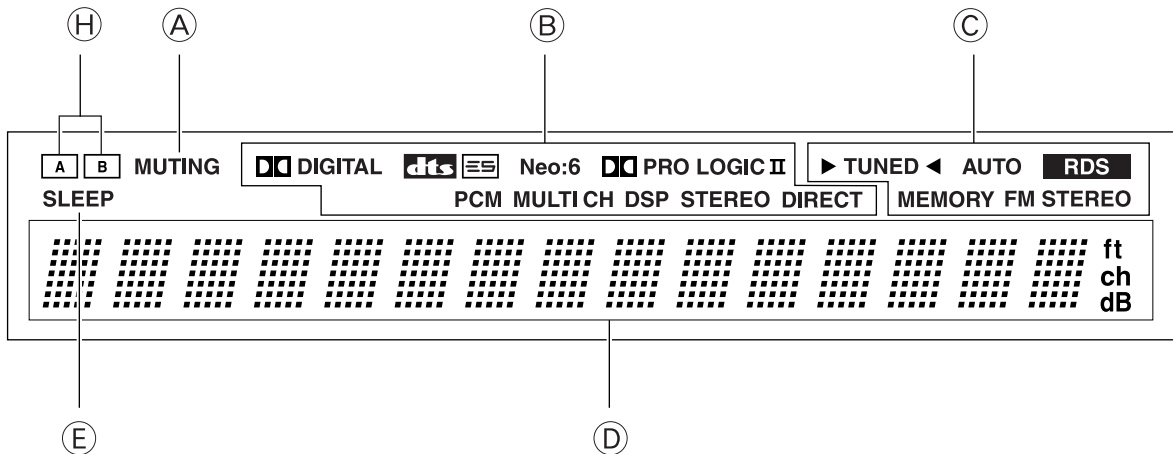 Ⓗ Ⓐ Ⓑ Ⓒ
A B MUTING DIGITAL dts ES Neo:6 PRO LOGIC II ► TUNED ◄ AUTO RDS
SLEEP PCM MULTI CH DSP STEREO DIRECT MEMORY FM STEREO
ft
ch
dB
Ⓔ Ⓓ